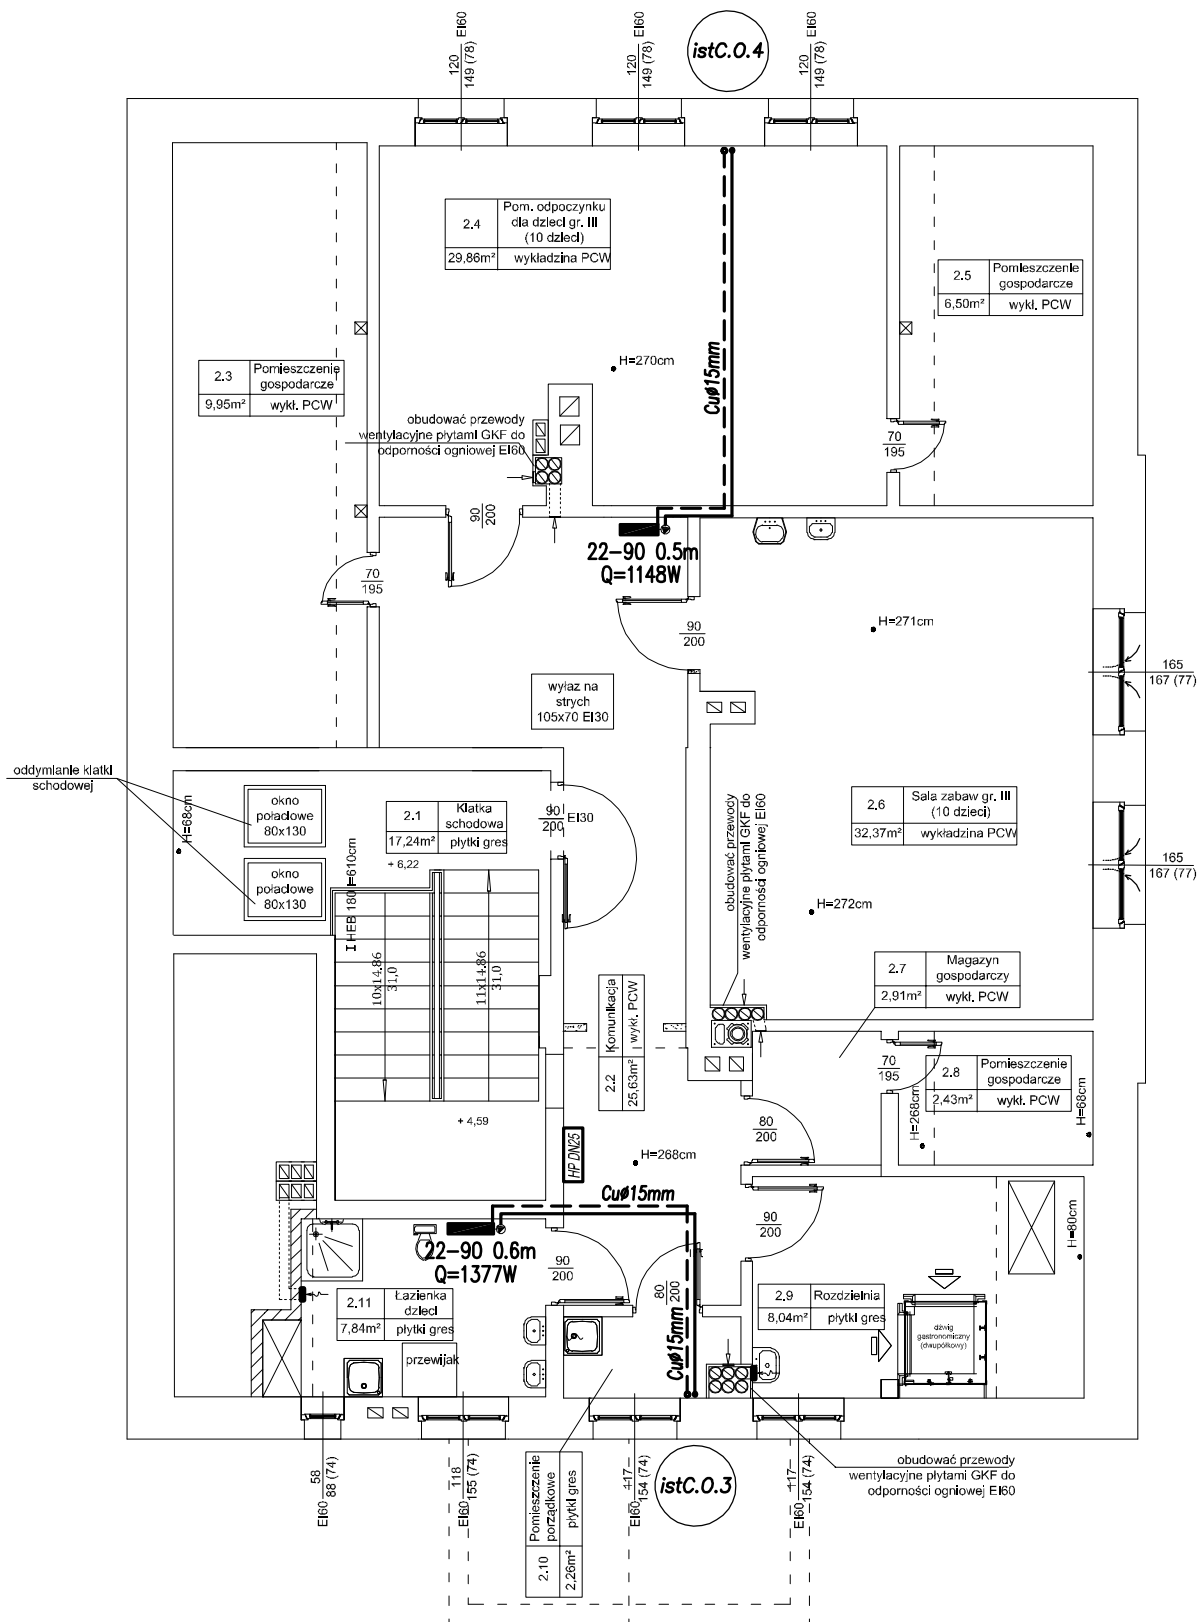 120
149 (78)
EI60
120
149 (78)
EI60
istC.O.4
120
149 (78)
EI60
2.4
Pom. odpoczynku
dla dzieci gr. III
(10 dzieci)
29,86m²
wykładzina PCW
2.5
Pomieszczenie
gospodarcze
6,50m²
wykł. PCW
Cuø15mm
H=270cm
2.3
Pomieszczenie
gospodarcze
9,95m²
wykł. PCW
obudować przewody
wentylacyjne płytami GKF do
odporności ogniowej EI60
70
195
90
200
22-90 0.5m
Q=1148W
70
195
H=271cm
90
200
165
167 (77)
wyłaz na
strych
105x70 EI30
oddymianie klatki
schodowej
H=68cm
okno
połaciowe
80x130
2.1
Klatka
schodowa
17,24m²
płytki gres
90
200
EI30
+ 6,22
okno
połaciowe
80x130
I HEB 180 l=610cm
10x14.86
31,0
11x14.86
31,0
obudować przewody
wentylacyjne płytami GKF do
odporności ogniowej EI60
2.6
Sala zabaw gr. III
(10 dzieci)
32,37m²
wykładzina PCW
165
167 (77)
H=272cm
2.7
Magazyn
gospodarczy
2,91m²
wykł. PCW
2.2
Komunikacja
25,63m²
wykł. PCW
70
195
2.8
Pomieszczenie
gospodarcze
2,43m²
wykł. PCW
H=268cm
H=68cm
+ 4,59
80
200
HP DN25
H=268cm
Cuø15mm
22-90 0.6m
Q=1377W
90
200
90
200
H=80cm
80
200
2.11
Łazienka
dzieci
7,84m²
płytki gres
2.9
Rozdzielnia
8,04m²
płytki gres
dźwig
gastronomiczny
(dwupółkowy)
Cuø15mm
przewijak
58
88 (74)
EI60
118
155 (74)
EI60
117
154 (74)
EI60
istC.O.3
117
154 (74)
EI60
obudować przewody
wentylacyjne płytami GKF do
odporności ogniowej EI60
2.10
Pomieszczenie
porządkowe
2,26m²
płytki gres